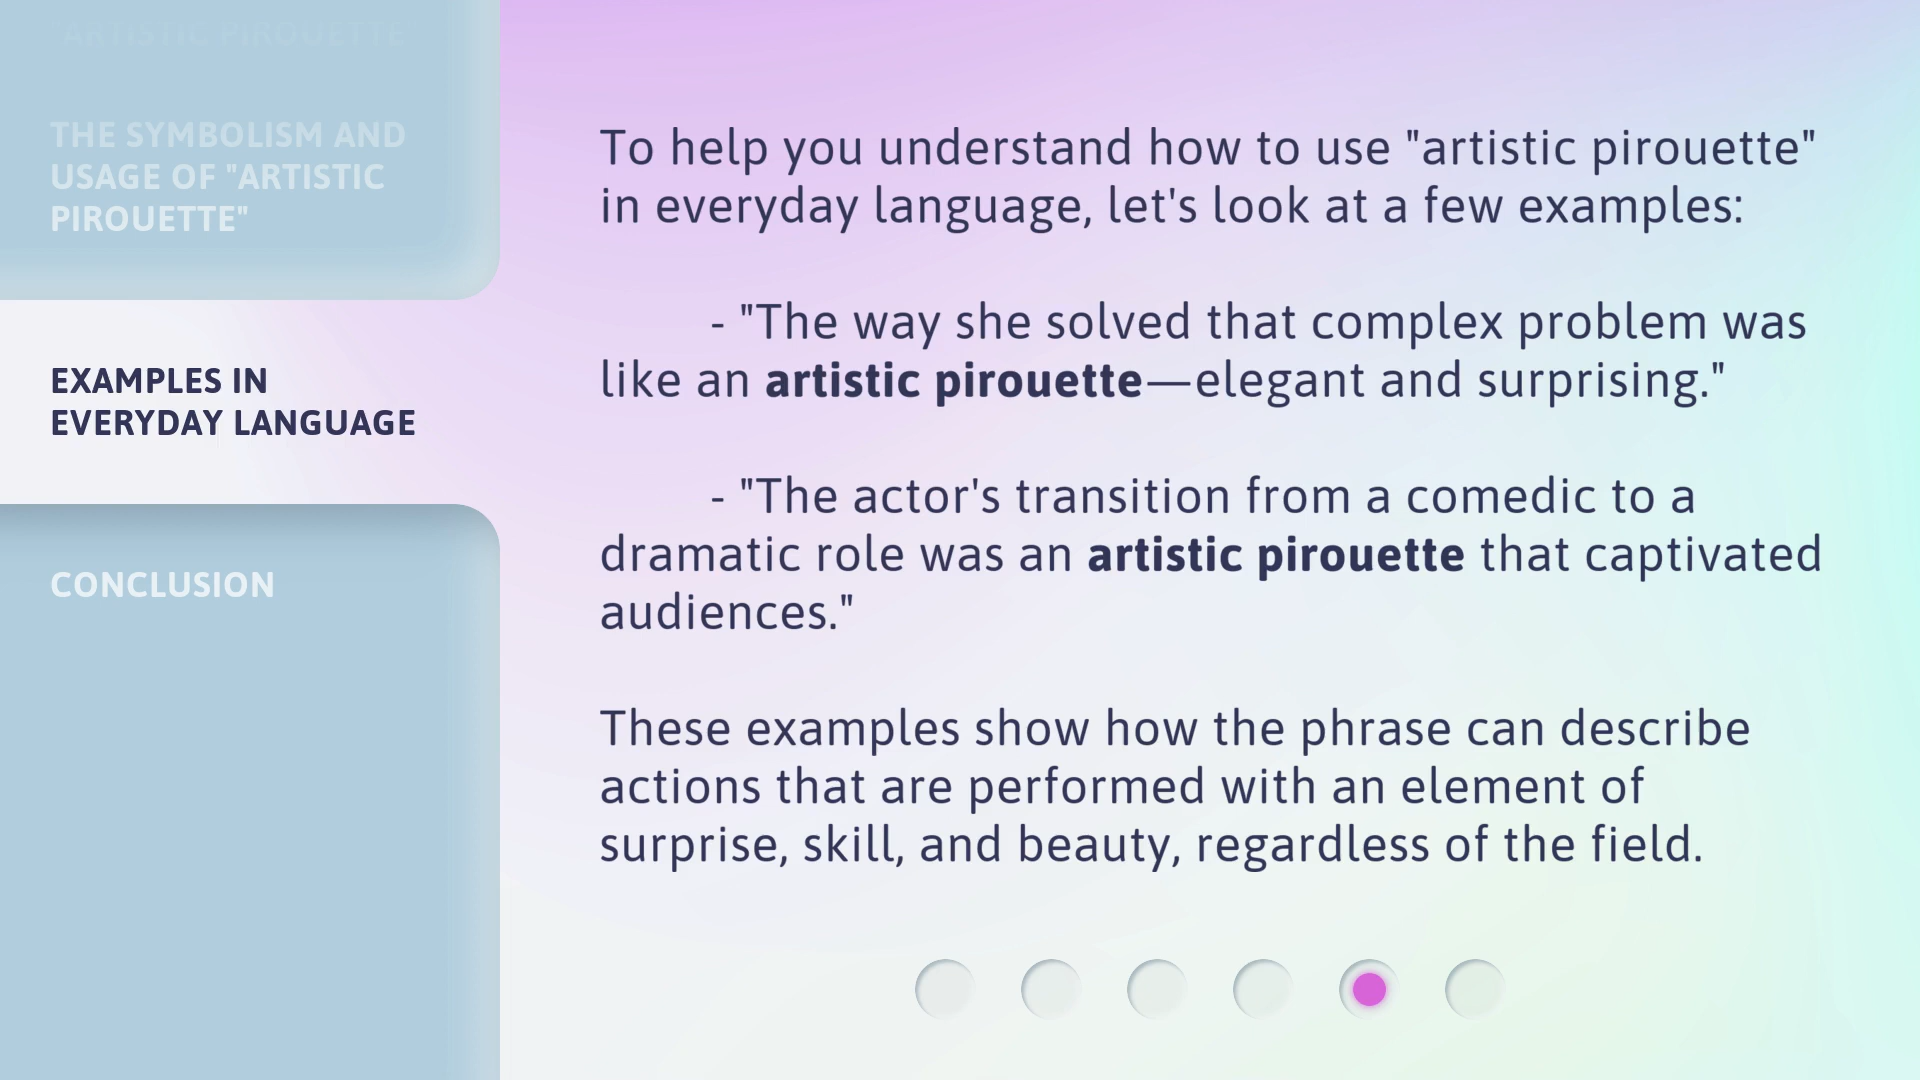 "ARTISTIC PIROUETTE"
THE SYMBOLISM AND
USAGE OF "ARTISTIC
PIROUETTE"
EXAMPLES IN
EVERYDAY LANGUAGE
CONCLUSION
To help you understand how to use "artistic pirouette"
in everyday language, let's look at a few examples:
- "The way she solved that complex problem was
like an artistic pirouette—elegant and surprising."
- "The actor's transition from a comedic to a
dramatic role was an artistic pirouette that captivated
audiences."
These examples show how the phrase can describe
actions that are performed with an element of
surprise, skill, and beauty, regardless of the field.